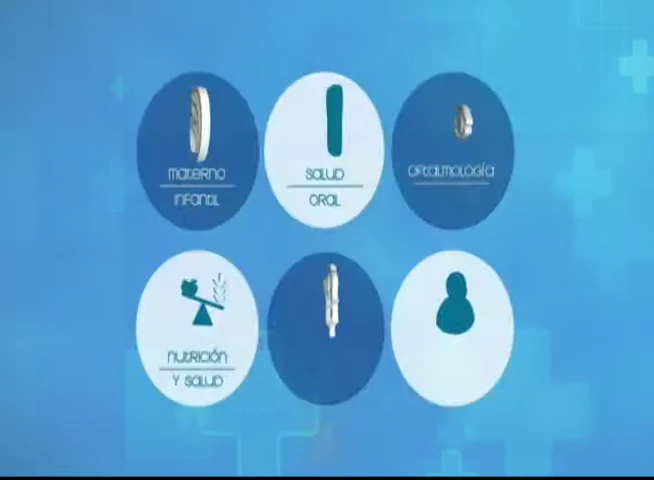 materno
infantil
salud
oral
oftalmología
nutrición
y salud